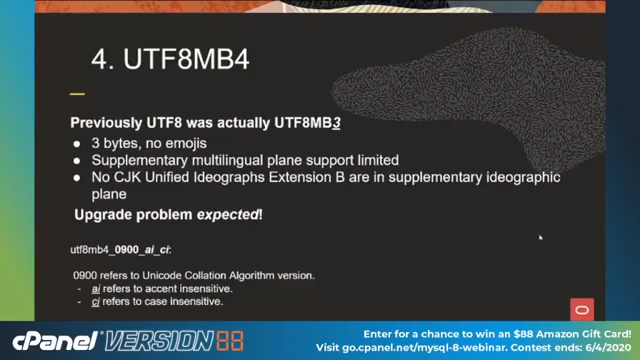 4. UTF8MB4
Previously UTF8 was actually UTF8MB3
● 3 bytes, no emojis
● Supplementary multilingual plane support limited
● No CJK Unified Ideographs Extension B are in supplementary ideographic
plane
Upgrade problem expected!
utf8mb4_0900_ai_ci:
0900 refers to Unicode Collation Algorithm version.
- ai refers to accent insensitive.
- ci refers to case insensitive.
cPanel VERSION 88
Enter for a chance to win an $88 Amazon Gift Card!
Visit go.cpanel.net/mysql-8-webinar. Contest ends: 6/4/2020